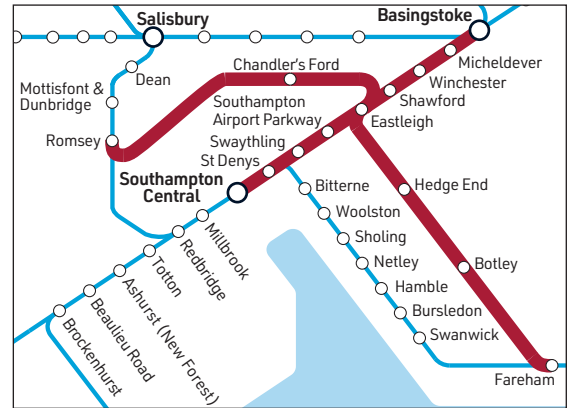 Salisbury
Basingstoke
Micheldever
Winchester
Shawford
Eastleigh
Chandler's Ford
Dean
Mottisfont &
Dunbridge
Southampton
Airport Parkway
Romsey
Swaythling
St Denys
Southampton
Central
Bitterne
Hedge End
Woolston
Sholing
Netley
Botley
Hamble
Bursledon
Swanwick
Fareham
Millbrook
Redbridge
Totton
Ashurst (New Forest)
Beaulieu Road
Brockenhurst